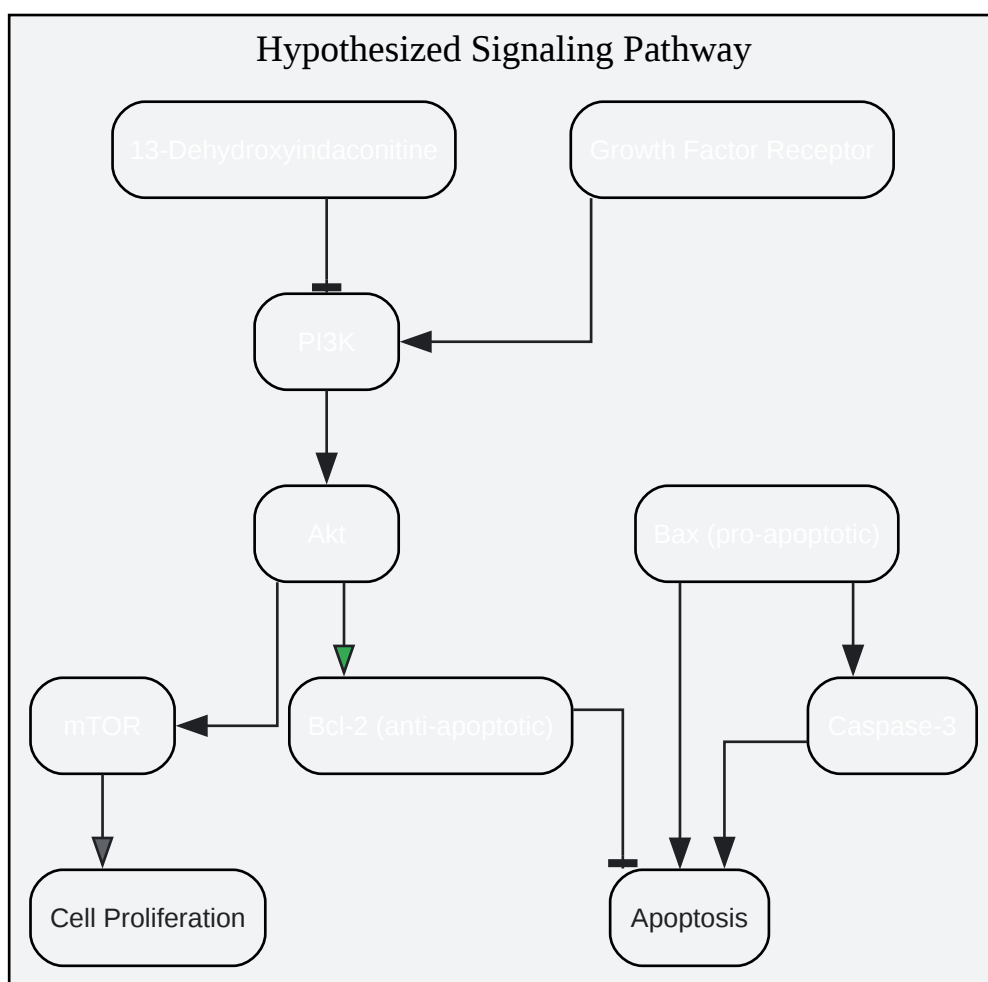 Hypothesized Signaling Pathway
13-Dehydroxyindaconitine
Growth Factor Receptor
PI3K
Akt
Bax (pro-apoptotic)
mTOR
Bcl-2 (anti-apoptotic)
Caspase-3
Cell Proliferation
Apoptosis